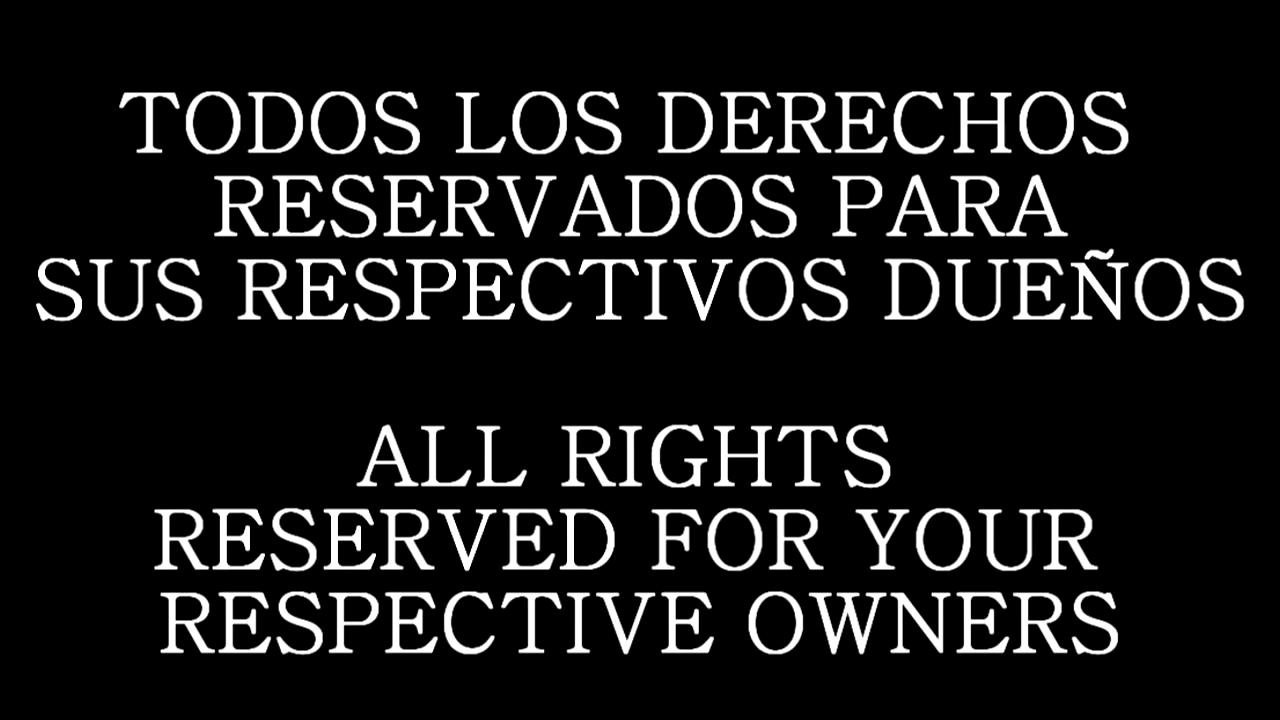 TODOS LOS DERECHOS
RESERVADOS PARA
SUS RESPECTIVOS DUEÑOS
ALL RIGHTS
RESERVED FOR YOUR
RESPECTIVE OWNERS